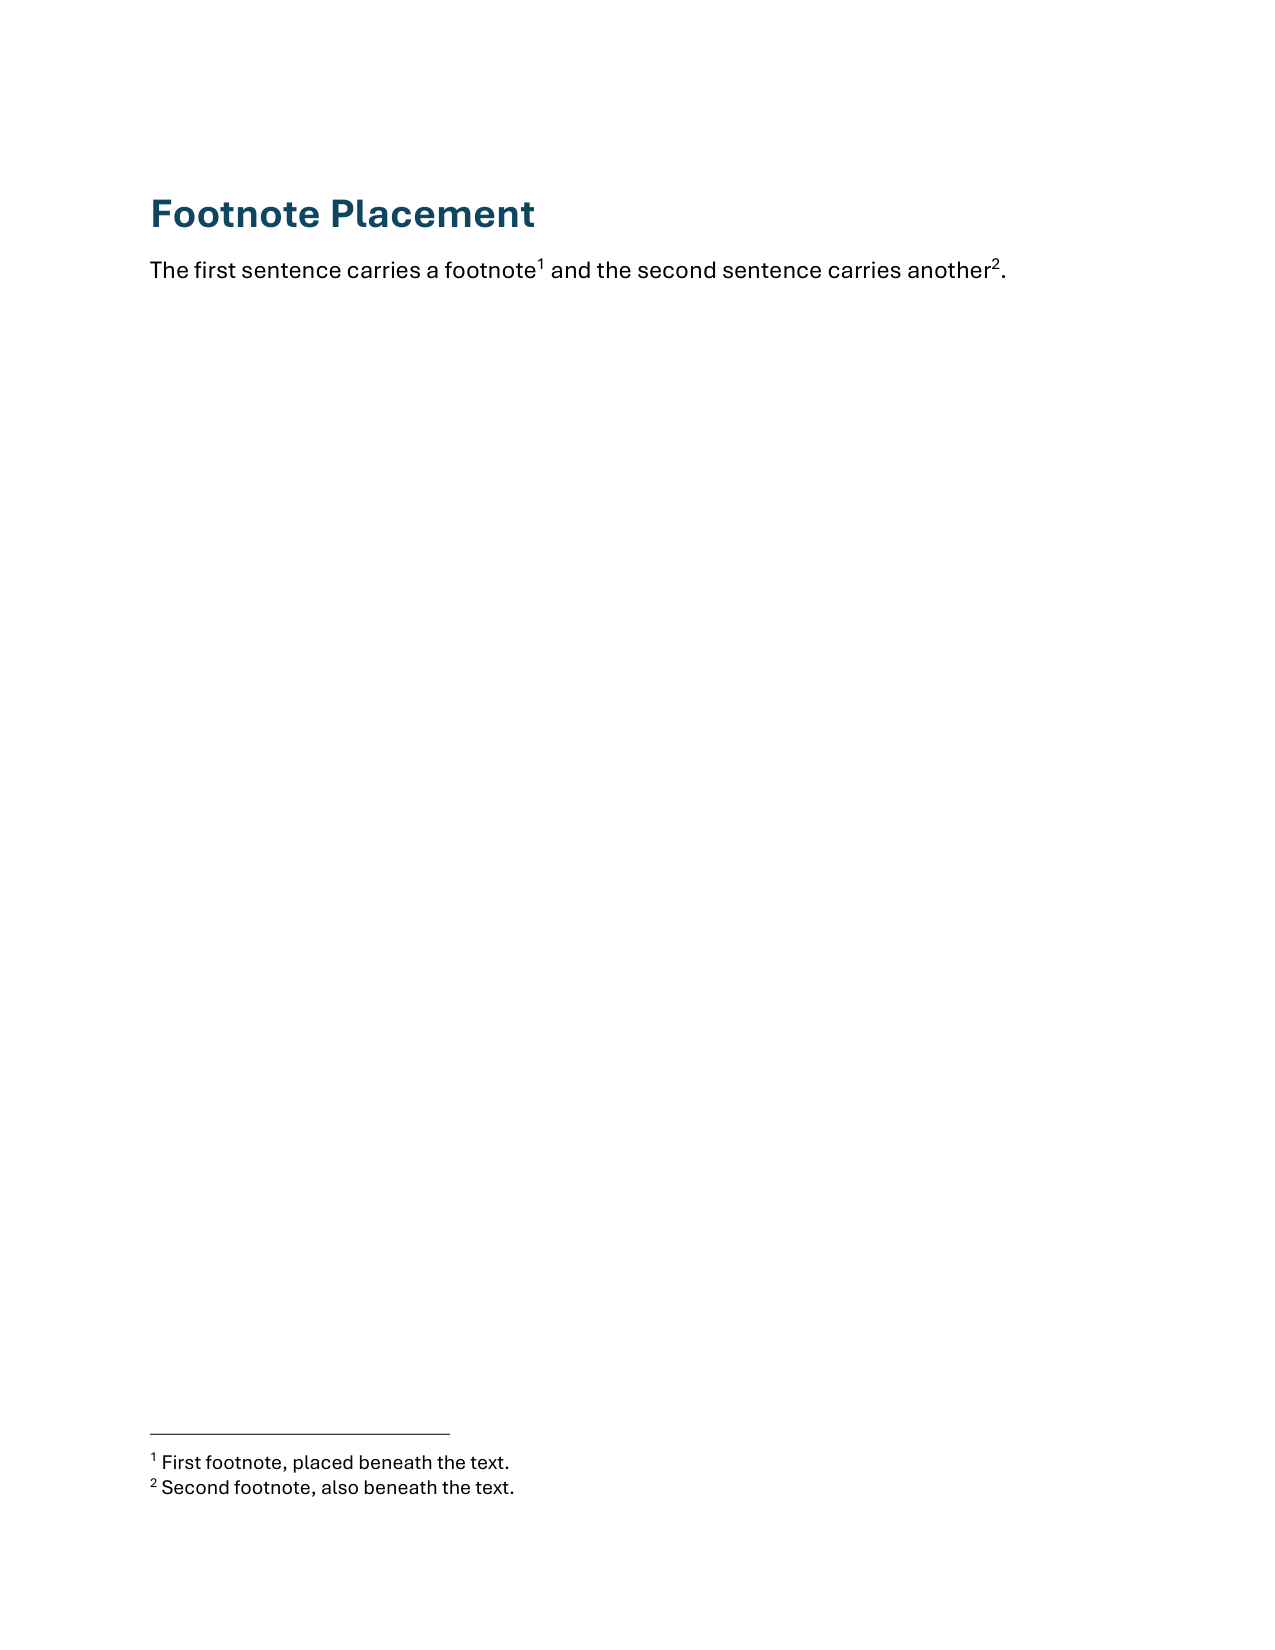 Footnote Placement
The first sentence carries a footnote¹ and the second sentence carries another².
¹ First footnote, placed beneath the text.
² Second footnote, also beneath the text.